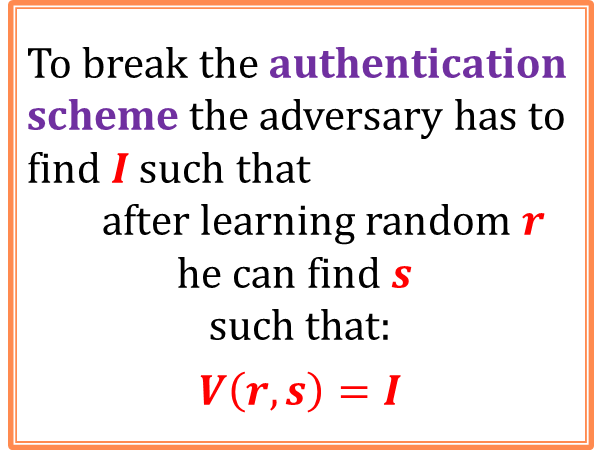 To break the authentication
scheme the adversary has to
find I such that
after learning random r
he can find s
such that:
V(r, s) = I